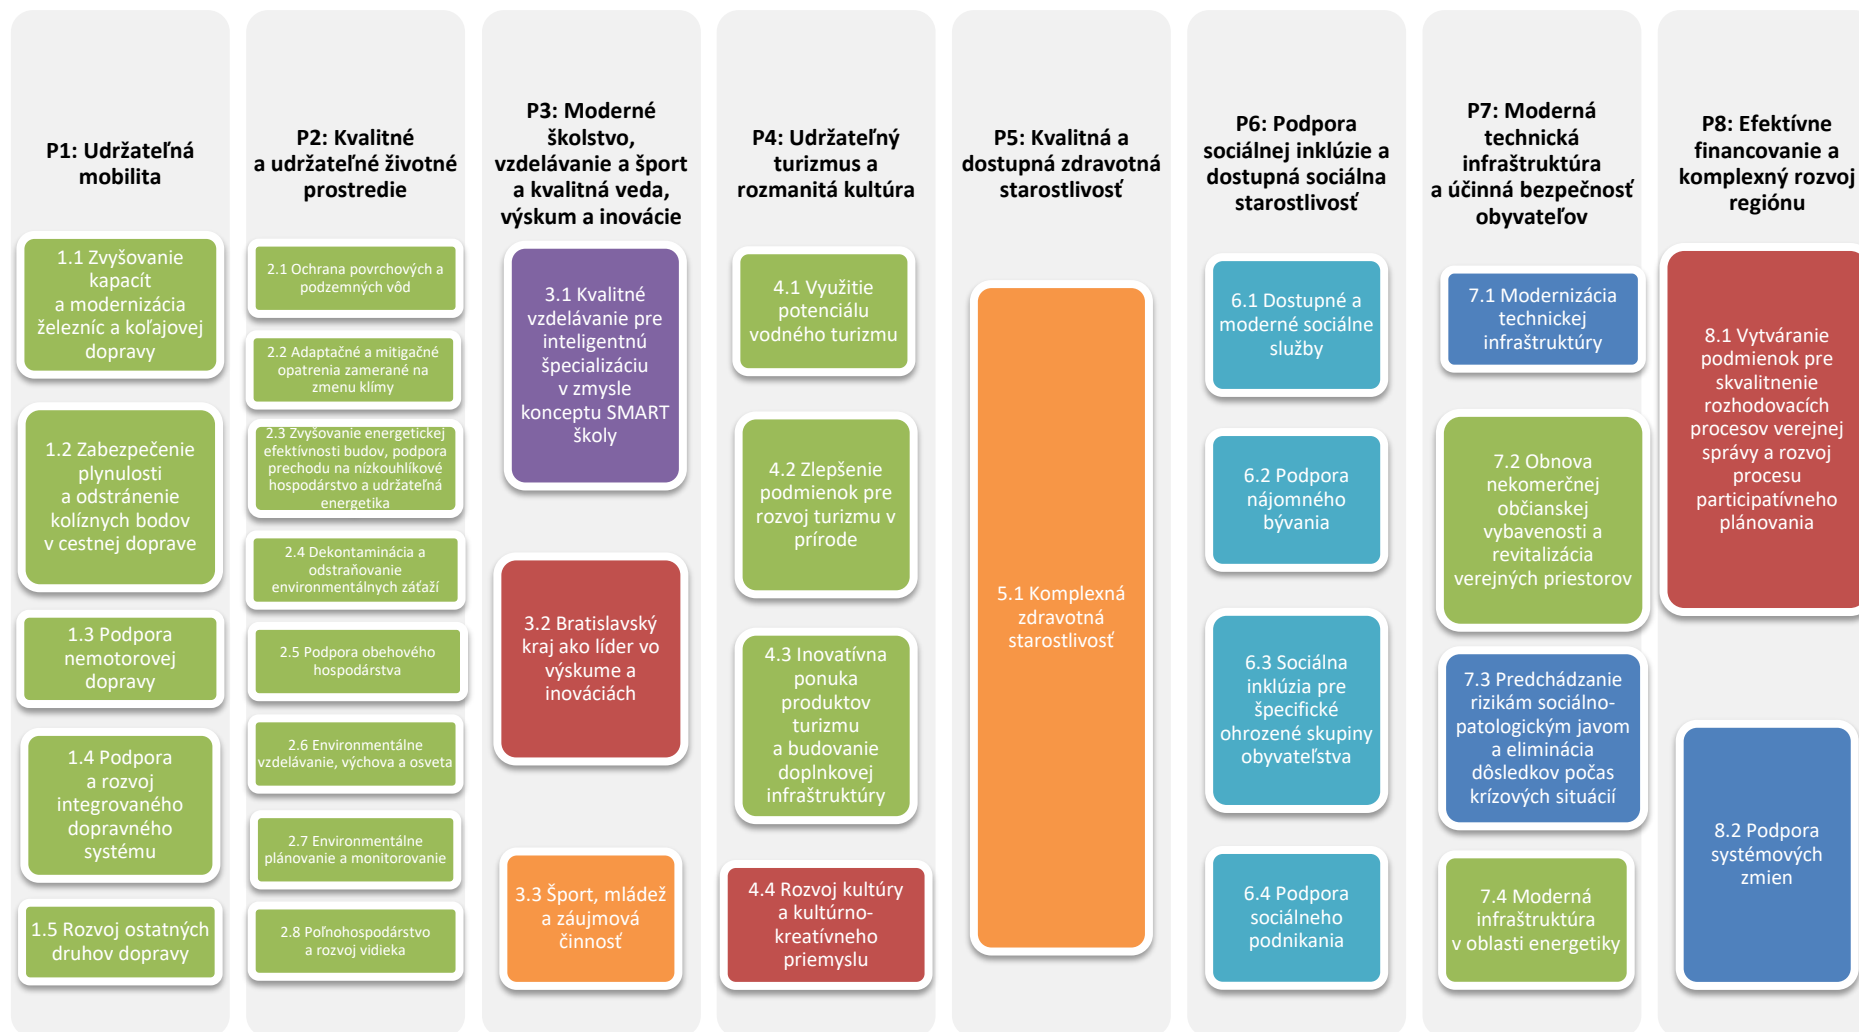 P1: Udržateľná
mobilita
1.1 Zvyšovanie
kapacít
a modernizácia
železníc a koľajovej
dopravy
1.2 Zabezpečenie
plynulosti
a odstránenie
kolíznych bodov
v cestnej doprave
1.3 Podpora
nemotorovej
dopravy
1.4 Podpora
a rozvoj
integrovaného
dopravného
systému
1.5 Rozvoj ostatných
druhov dopravy
P2: Kvalitné
a udržateľné životné
prostredie
2.1 Ochrana povrchových a
podzemných vôd
2.2 Adaptačné a mitigačné
opatrenia zamerané na
zmenu klímy
2.3 Zvyšovanie energetickej
efektívnosti budov, podpora
prechodu na nízkouhlíkové
hospodárstvo a udržateľná
energetika
2.4 Dekontaminácia a
odstraňovanie
environmentálnych záťaží
2.5 Podpora obehového
hospodárstva
2.6 Environmentálne
vzdelávanie, výchova a osveta
2.7 Environmentálne
plánovanie a monitorovanie
2.8 Poľnohospodárstvo
a rozvoj vidieka
P3: Moderné
školstvo,
vzdelávanie a šport
a kvalitná veda,
výskum a inovácie
3.1 Kvalitné
vzdelávanie pre
inteligentnú
špecializáciu
v zmysle
konceptu SMART
školy
3.2 Bratislavský
kraj ako líder vo
výskume a
inováciách
3.3 Šport, mládež
a záujmová
činnosť
P4: Udržateľný
turizmus a
rozmanitá kultúra
4.1 Využitie
potenciálu
vodného turizmu
4.2 Zlepšenie
podmienok pre
rozvoj turizmu v
prírode
4.3 Inovatívna
ponuka
produktov
turizmu
a budovanie
doplnkovej
infraštruktúry
4.4 Rozvoj kultúry
a kultúrno-
kreatívneho
priemyslu
P5: Kvalitná a
dostupná zdravotná
starostlivosť
5.1 Komplexná
zdravotná
starostlivosť
P6: Podpora
sociálnej inklúzie a
dostupná sociálna
starostlivosť
6.1 Dostupné a
moderné sociálne
služby
6.2 Podpora
nájomného
bývania
6.3 Sociálna
inklúzia pre
špecifické
ohrozené skupiny
obyvateľstva
6.4 Podpora
sociálneho
podnikania
P7: Moderná
technická
infraštruktúra
a účinná bezpečnosť
obyvateľov
7.1 Modernizácia
technickej
infraštruktúry
7.2 Obnova
nekomerčnej
občianskej
vybavenosti a
revitalizácia
verejných priestorov
7.3 Predchádzanie
rizikám sociálno-
patologickým javom
a eliminácia
dôsledkov počas
krízových situácií
7.4 Moderná
infraštruktúra
v oblasti energetiky
P8: Efektívne
financovanie a
komplexný rozvoj
regiónu
8.1 Vytváranie
podmienok pre
skvalitnenie
rozhodovacích
procesov verejnej
správy a rozvoj
procesu
participatívneho
plánovania
8.2 Podpora
systémových
zmien